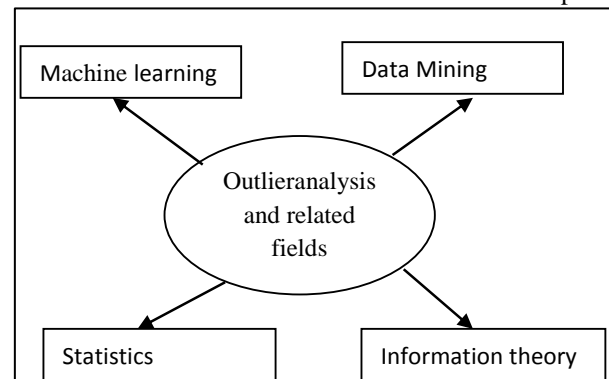 Machine learning
Data Mining
Outlieranalysis
and related
fields
Statistics
Information theory